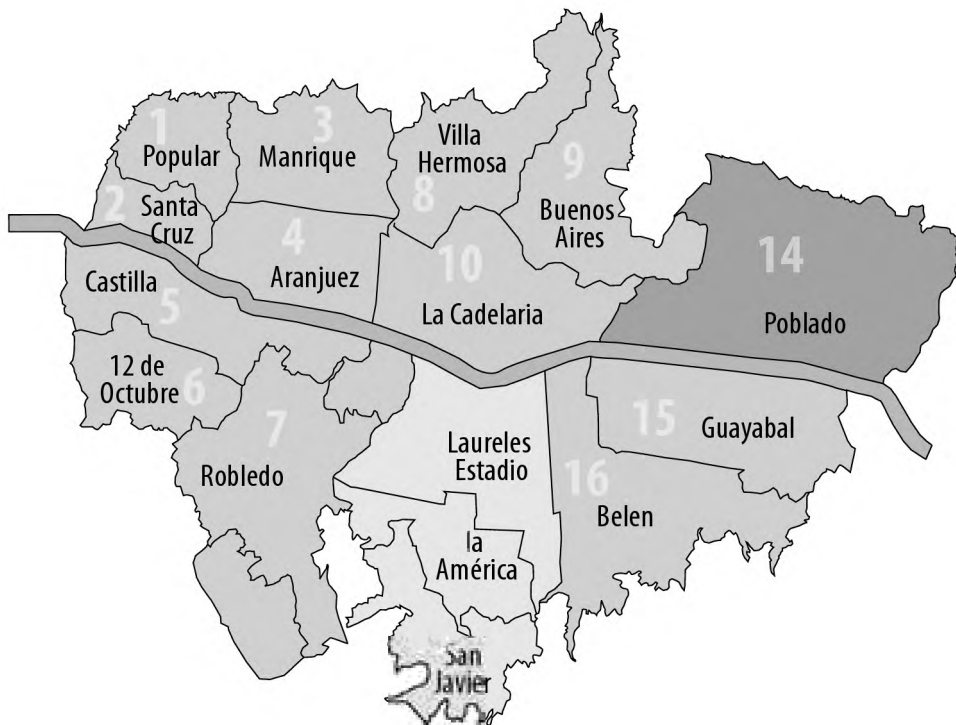 1
Popular
2
Santa
Cruz
3
Manrique
4
Aranjuez
Castilla
5
12 de
Octubre
6
7
Robledo
Villa
Hermosa
8
9
Buenos
Aires
10
La Cadelaria
14
Poblado
15
Guayabal
16
Belen
Laureles
Estadio
la
América
San
Javier